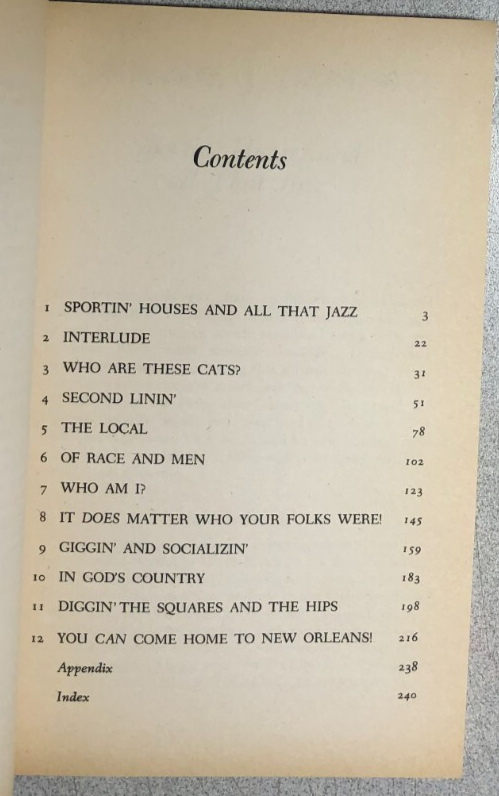 Contents
1 SPORTIN' HOUSES AND ALL THAT JAZZ 3
2 INTERLUDE 22
3 WHO ARE THESE CATS? 31
4 SECOND LININ' 51
5 THE LOCAL 78
6 OF RACE AND MEN 102
7 WHO AM I? 123
8 IT DOES MATTER WHO YOUR FOLKS WERE! 145
9 GIGGIN' AND SOCIALIZIN' 159
10 IN GOD'S COUNTRY 183
11 DIGGIN' THE SQUARES AND THE HIPS 198
12 YOU CAN COME HOME TO NEW ORLEANS! 216
Appendix 238
Index 240